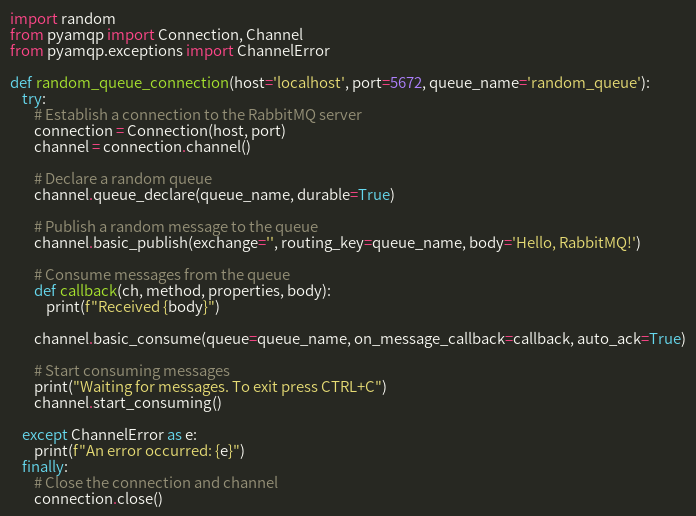 import random
from pyamqp import Connection, Channel
from pyamqp.exceptions import ChannelError
def random_queue_connection(host='localhost', port=5672, queue_name='random_queue'):
try:
# Establish a connection to the RabbitMQ server
connection = Connection(host, port)
channel = connection.channel()
# Declare a random queue
channel.queue_declare(queue_name, durable=True)
# Publish a random message to the queue
channel.basic_publish(exchange='', routing_key=queue_name, body='Hello, RabbitMQ!')
# Consume messages from the queue
def callback(ch, method, properties, body):
print(f"Received {body}")
channel.basic_consume(queue=queue_name, on_message_callback=callback, auto_ack=True)
# Start consuming messages
print("Waiting for messages. To exit press CTRL+C")
channel.start_consuming()
except ChannelError as e:
print(f"An error occurred: {e}")
finally:
# Close the connection and channel
connection.close()